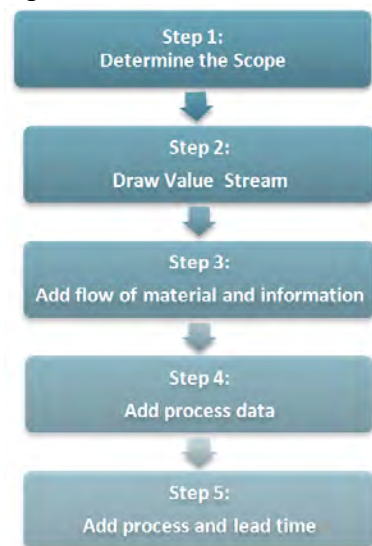 Step 1:
Determine the Scope
Step 2:
Draw Value Stream
Step 3:
Add flow of material and information
Step 4:
Add process data
Step 5:
Add process and lead time